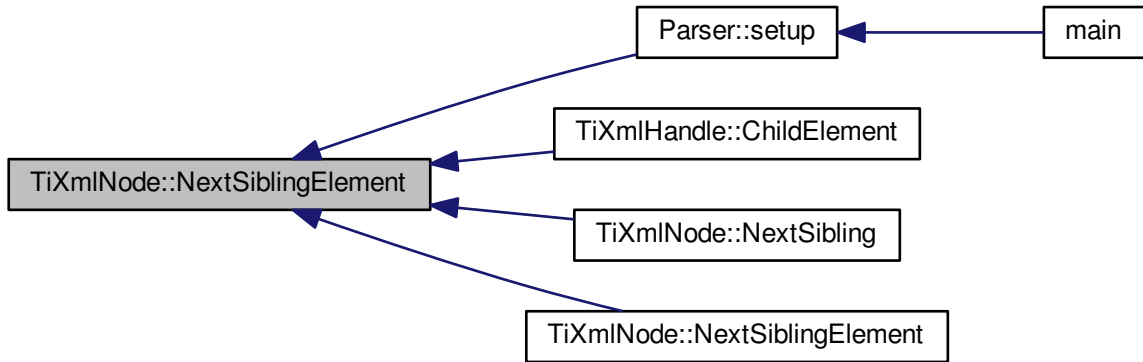 Parser::setup
main
TiXmlHandle::ChildElement
TiXmlNode::NextSiblingElement
TiXmlNode::NextSibling
TiXmlNode::NextSiblingElement